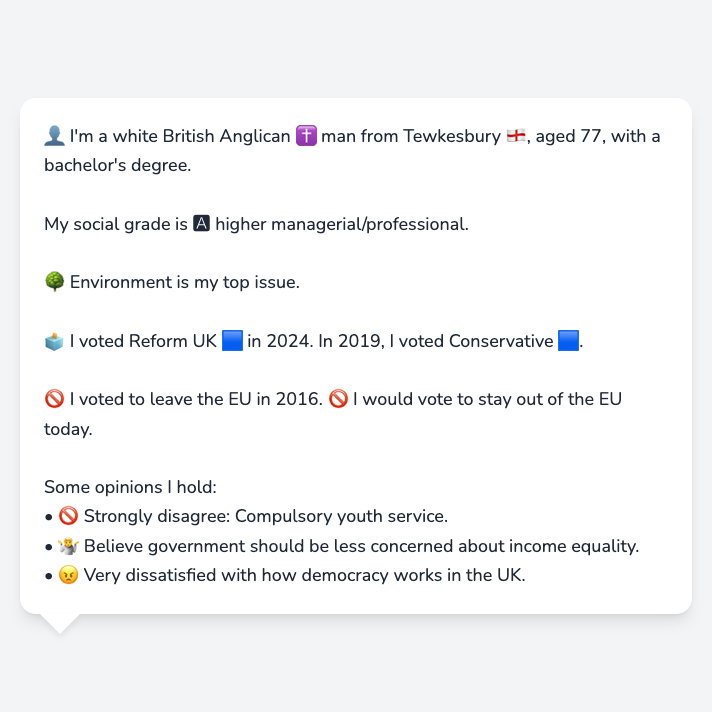 👤 I'm a white British Anglican ✝️ man from Tewkesbury 🏴󠁧󠁢󠁥󠁮󠁧󠁿, aged 77, with a
bachelor's degree.
My social grade is 🅰 higher managerial/professional.
🌳 Environment is my top issue.
🗳️ I voted Reform UK 🟦 in 2024. In 2019, I voted Conservative 🟦.
🚫 I voted to leave the EU in 2016. 🚫 I would vote to stay out of the EU
today.
Some opinions I hold:
• 🚫 Strongly disagree: Compulsory youth service.
• 🤷 Believe government should be less concerned about income equality.
• 😠 Very dissatisfied with how democracy works in the UK.